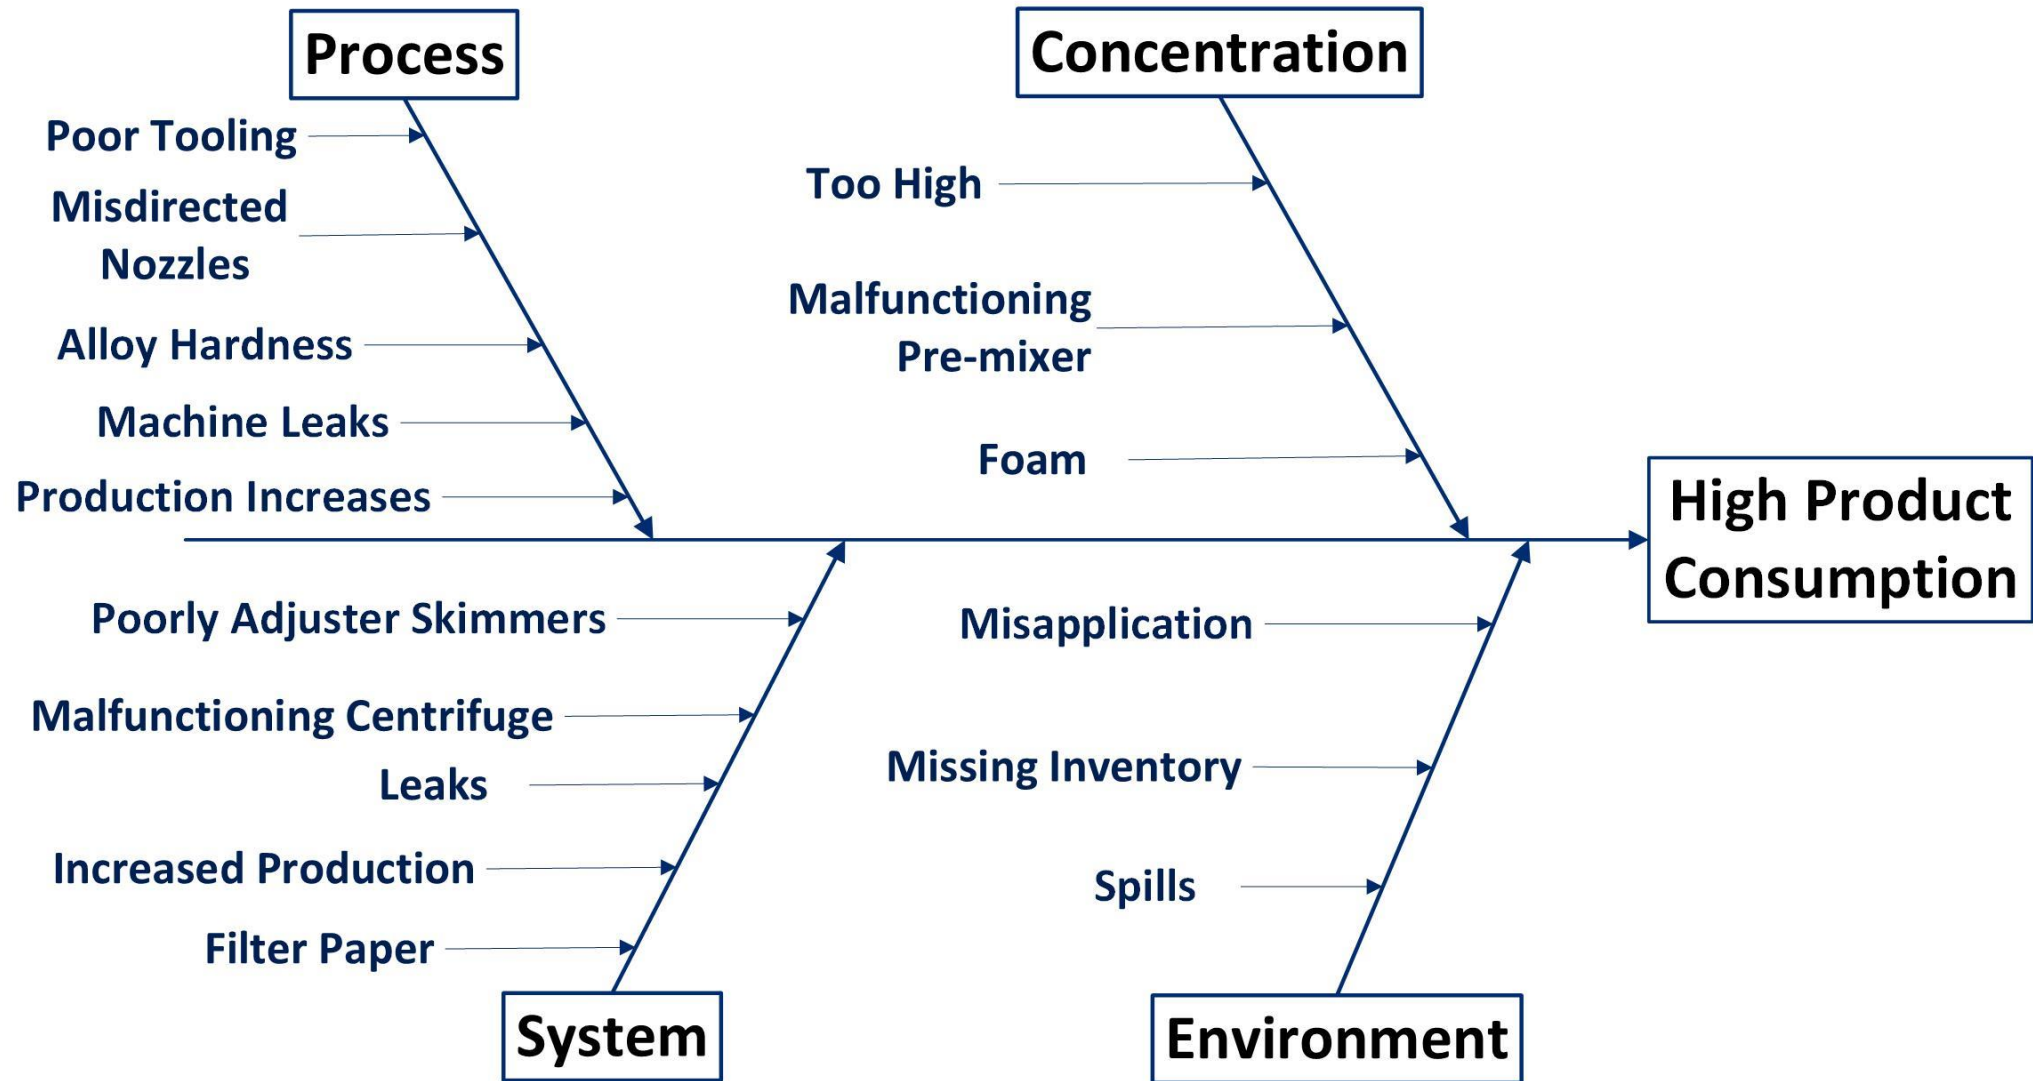 Process
Concentration
Poor Tooling
Misdirected
Nozzles
Alloy Hardness
Machine Leaks
Production Increases
Too High
Malfunctioning
Pre-mixer
Foam
High Product
Consumption
Poorly Adjuster Skimmers
Malfunctioning Centrifuge
Leaks
Increased Production
Filter Paper
Misapplication
Missing Inventory
Spills
System
Environment